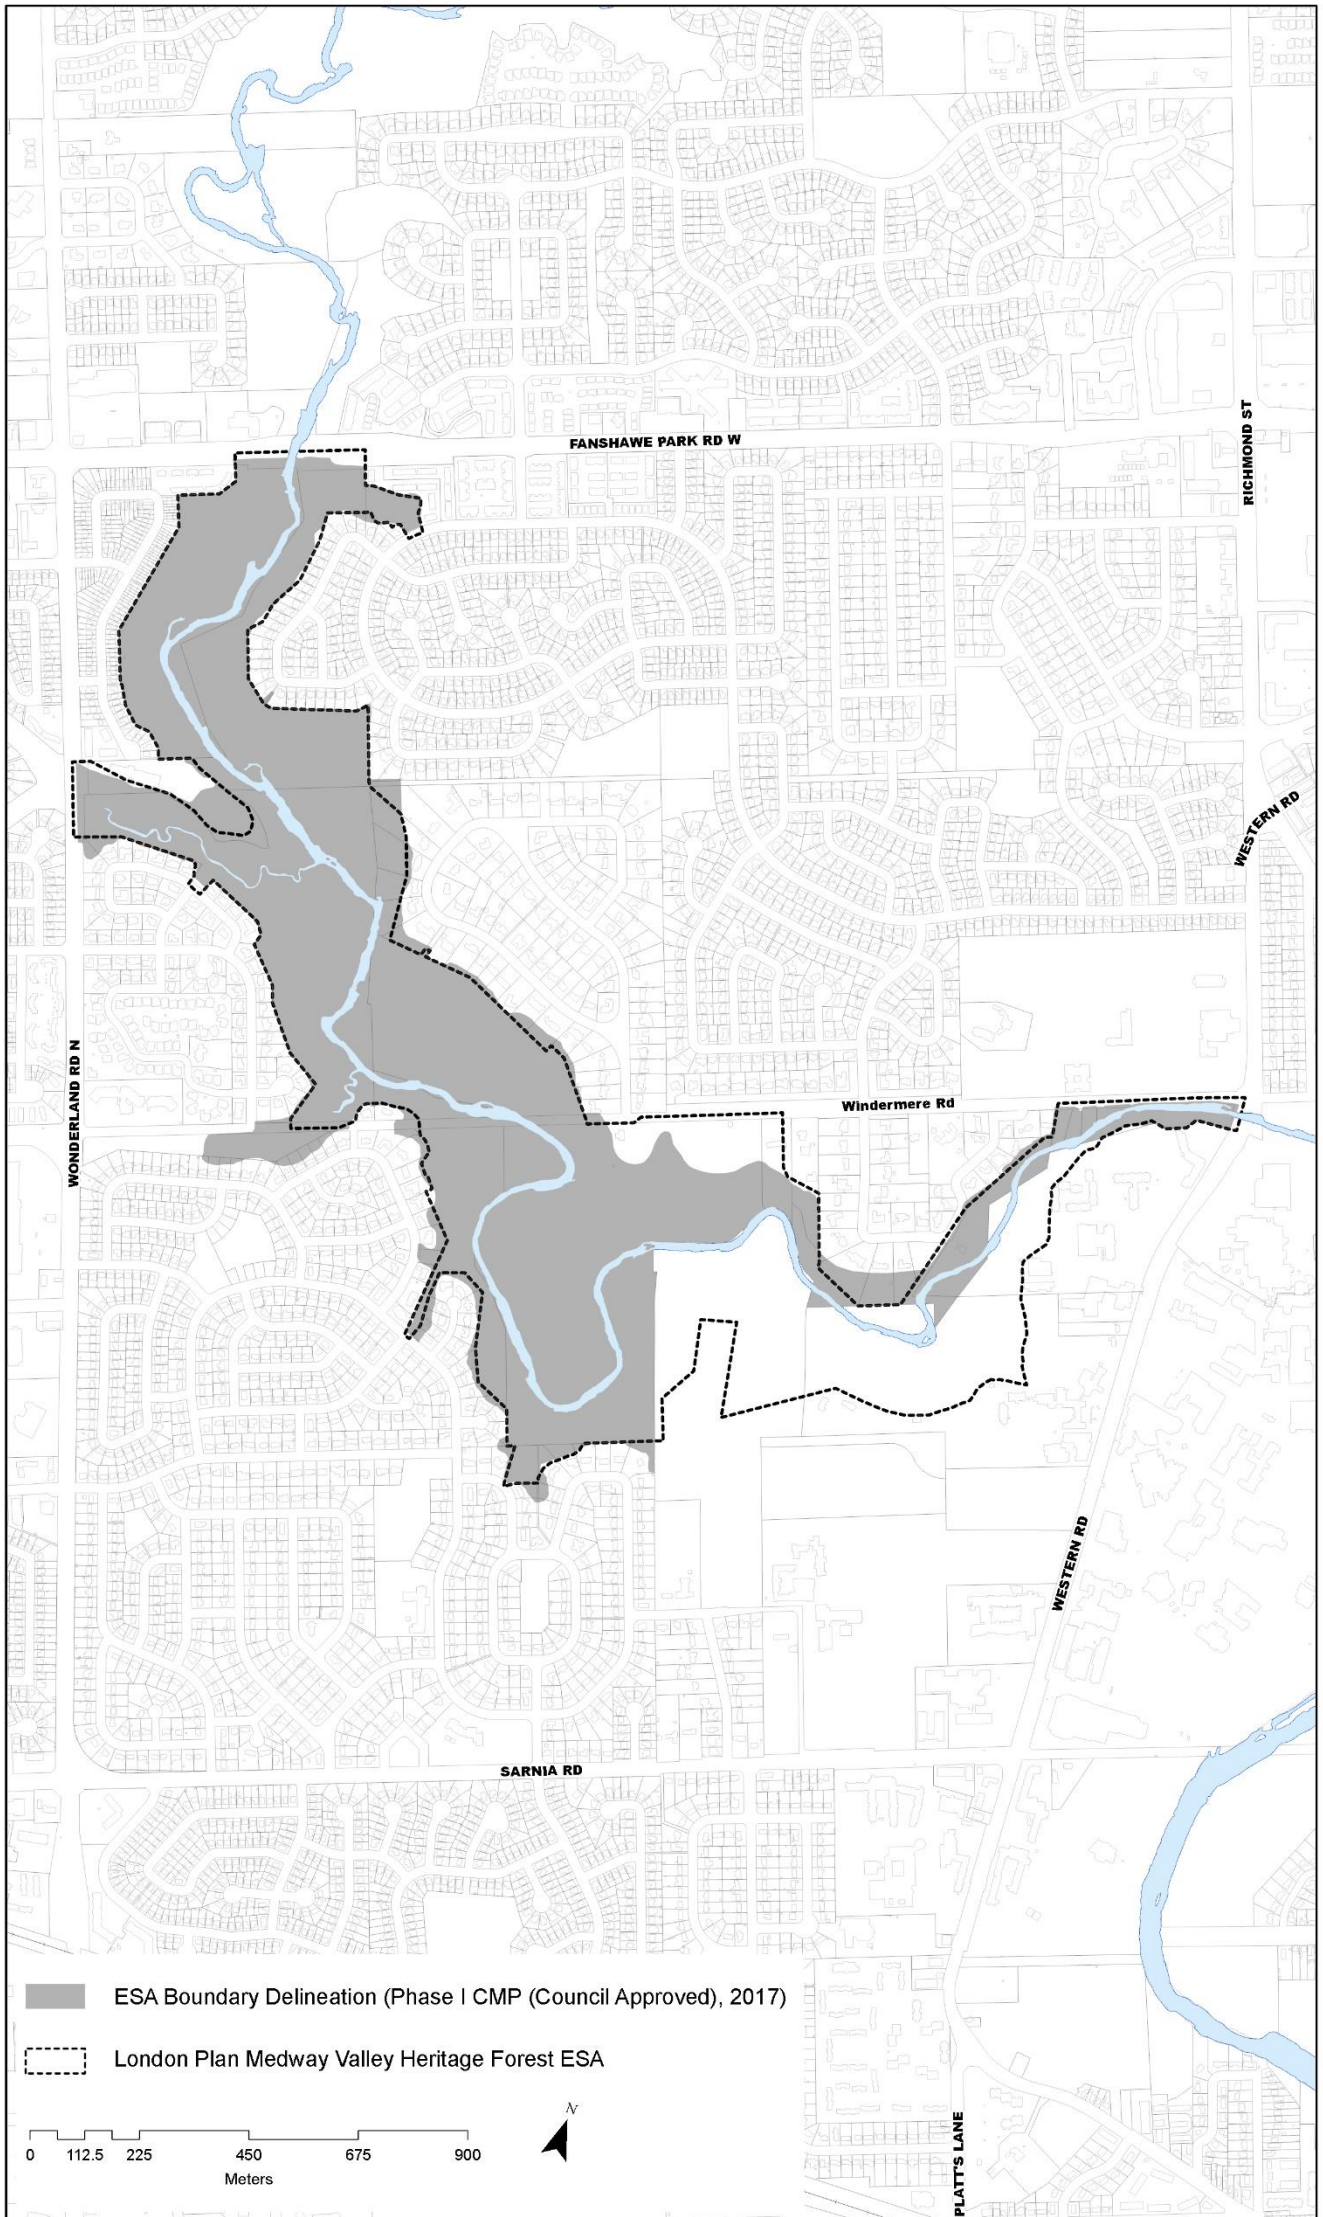 FANSHAWE PARK RD W
RICHMOND ST
WESTERN RD
WONDERLAND RD N
Windermere Rd
WESTERN RD
SARNIA RD
ESA Boundary Delineation (Phase I CMP (Council Approved), 2017)
London Plan Medway Valley Heritage Forest ESA
N
0 112.5 225 450 675 900
Meters
PLATT'S LANE